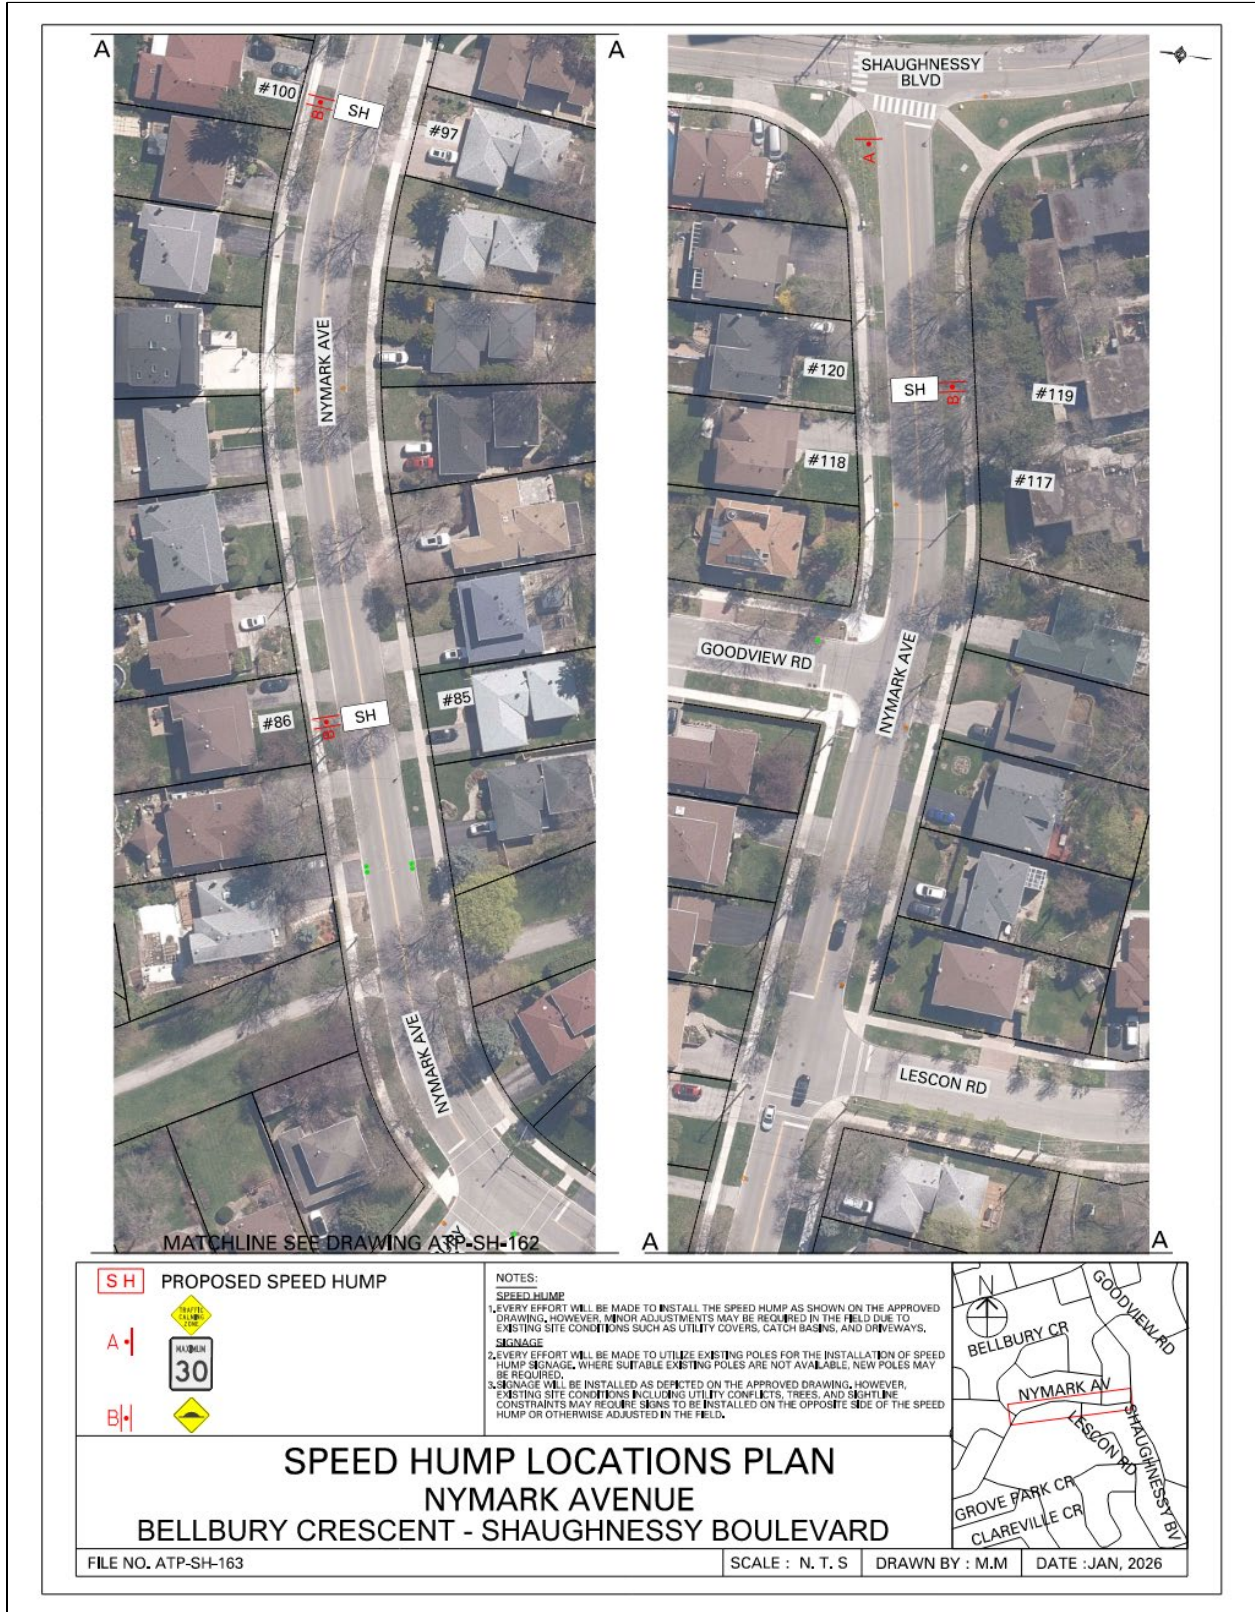 A
A
#100
B
SH
#97
NYMARK AVE
#86
B
SH
#85
NYMARK AVE
MATCHLINE SEE DRAWING ATP-SH-162
SHAUGHNESSY
BLVD
A
#120
SH
B
#119
#118
#117
GOODVIEW RD
NYMARK AVE
LESCON RD
A
A
SH PROPOSED SPEED HUMP
TRAFFIC
CALMING
ZONE
A
MAXIMUM
30
B
NOTES:
SPEED HUMP
1. EVERY EFFORT WILL BE MADE TO INSTALL THE SPEED HUMP AS SHOWN ON THE APPROVED
DRAWING. HOWEVER, MINOR ADJUSTMENTS MAY BE REQUIRED IN THE FIELD DUE TO
EXISTING SITE CONDITIONS SUCH AS UTILITY COVERS, CATCH BASINS, AND DRIVEWAYS.
SIGNAGE
2. EVERY EFFORT WILL BE MADE TO UTILIZE EXISTING POLES FOR THE INSTALLATION OF SPEED
HUMP SIGNAGE. WHERE SUITABLE EXISTING POLES ARE NOT AVAILABLE, NEW POLES MAY
BE REQUIRED.
3. SIGNAGE WILL BE INSTALLED AS DEPICTED ON THE APPROVED DRAWING. HOWEVER,
EXISTING SITE CONDITIONS INCLUDING UTILITY CONFLICTS, TREES, AND SIGHTLINE
CONSTRAINTS MAY REQUIRE SIGNS TO BE INSTALLED ON THE OPPOSITE SIDE OF THE SPEED
HUMP OR OTHERWISE ADJUSTED IN THE FIELD.
N
GOODVIEW RD
BELLBURY CR
NYMARK AV
LESCON RD
SHAUGHNESSY BV
GROVE PARK CR
CLAREVILLE CR
SPEED HUMP LOCATIONS PLAN
NYMARK AVENUE
BELLBURY CRESCENT - SHAUGHNESSY BOULEVARD
FILE NO. ATP-SH-163
SCALE : N. T. S
DRAWN BY : M.M
DATE :JAN, 2026